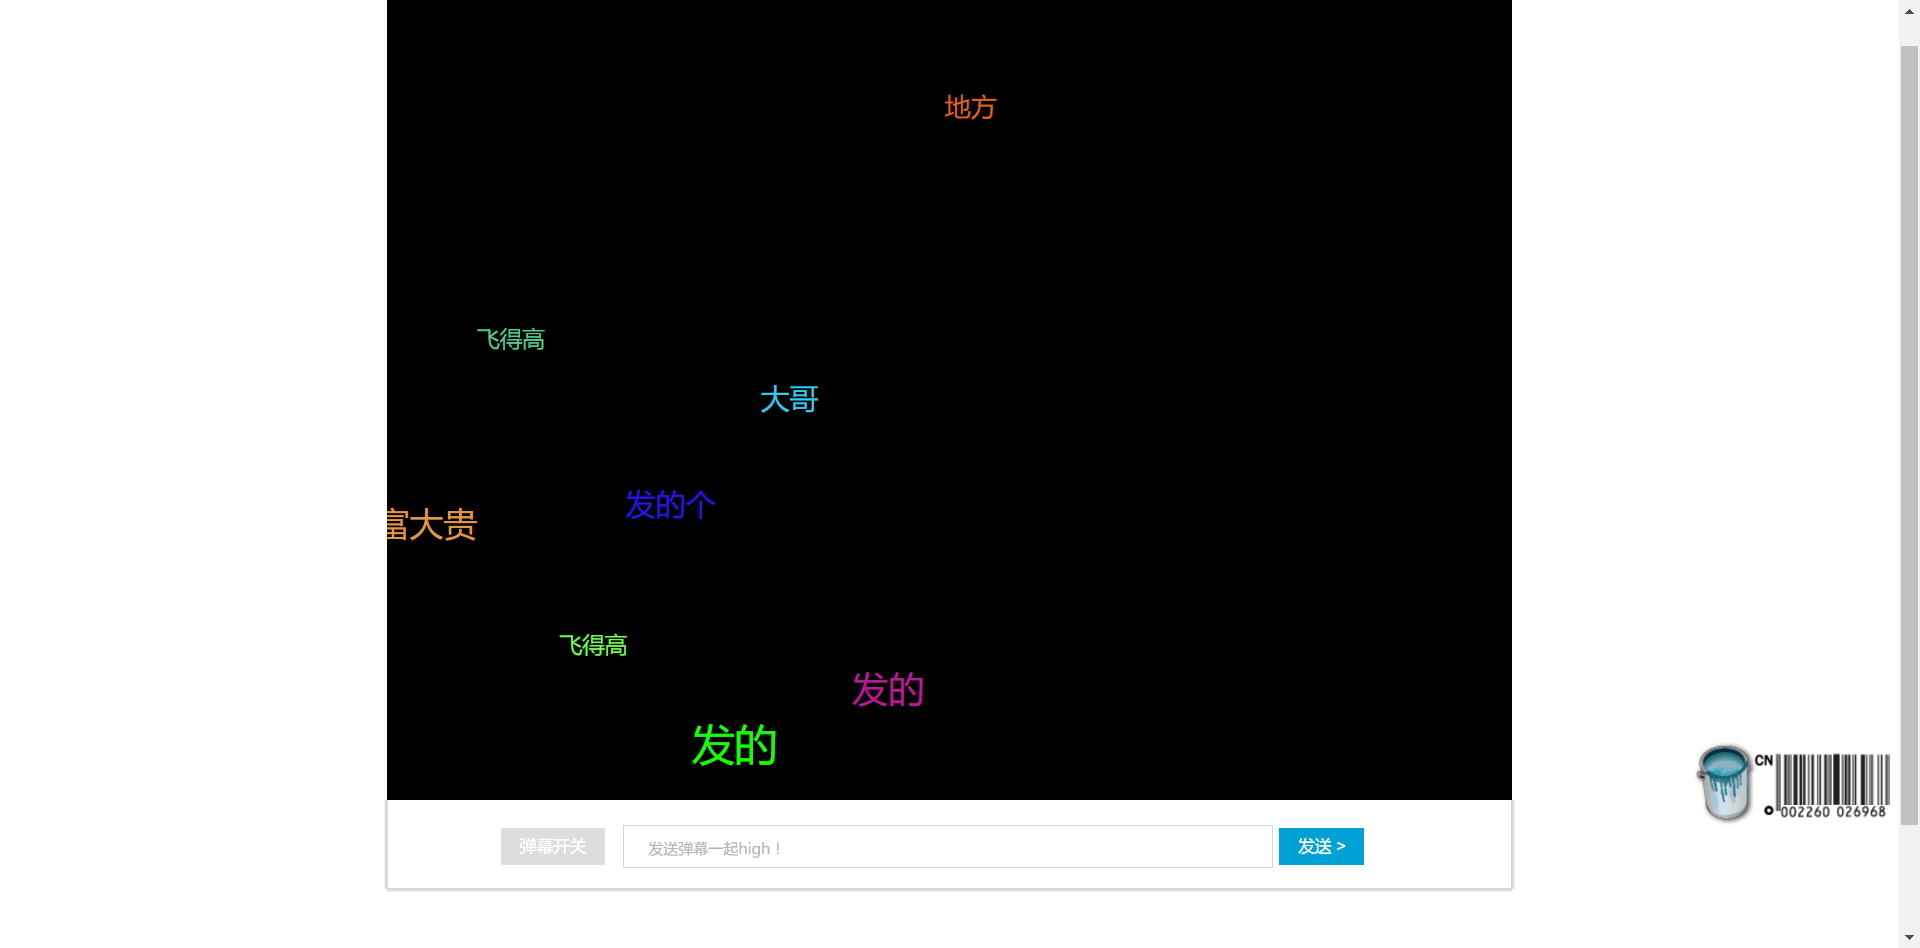 地方
飞得高
大哥
发的个
富大贵
飞得高
发的
发的
CN
002260 026968
弹幕开关
发送弹幕一起high！
发送 >